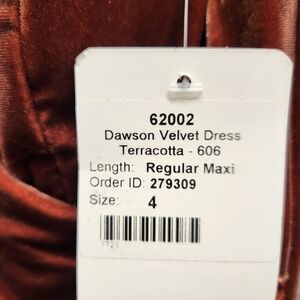 62002
Dawson Velvet Dress
Terracotta - 606
Length: Regular Maxi
Order ID: 279309
Size: 4